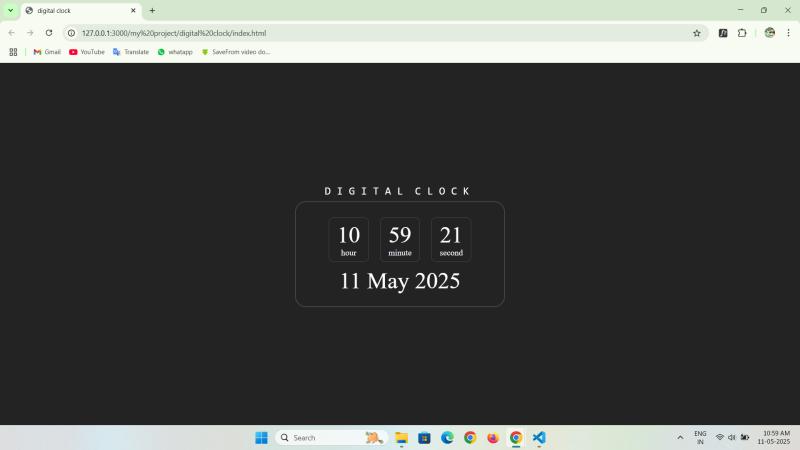 digital clock
127.0.0.1:3000/my%20project/digital%20clock/index.html
Gmail YouTube Translate whatapp SaveFrom video do...
DIGITAL CLOCK
10 59 21
hour minute second
11 May 2025
Search
ENG
IN
10:59 AM
11-05-2025